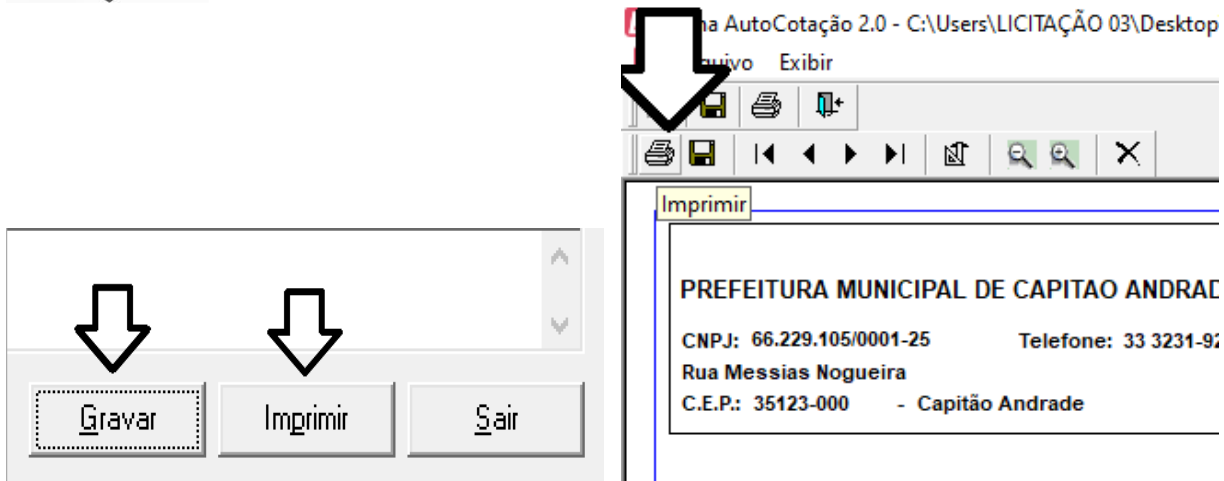 Gravar
Imprimir
Sair
AutoCotação 2.0 - C:\Users\LICITAÇÃO 03\Desktop
Exibir
Imprimir
PREFEITURA MUNICIPAL DE CAPITAO ANDRAD
CNPJ: 66.229.105/0001-25 Telefone: 33 3231-92
Rua Messias Nogueira
C.E.P.: 35123-000 - Capitão Andrade